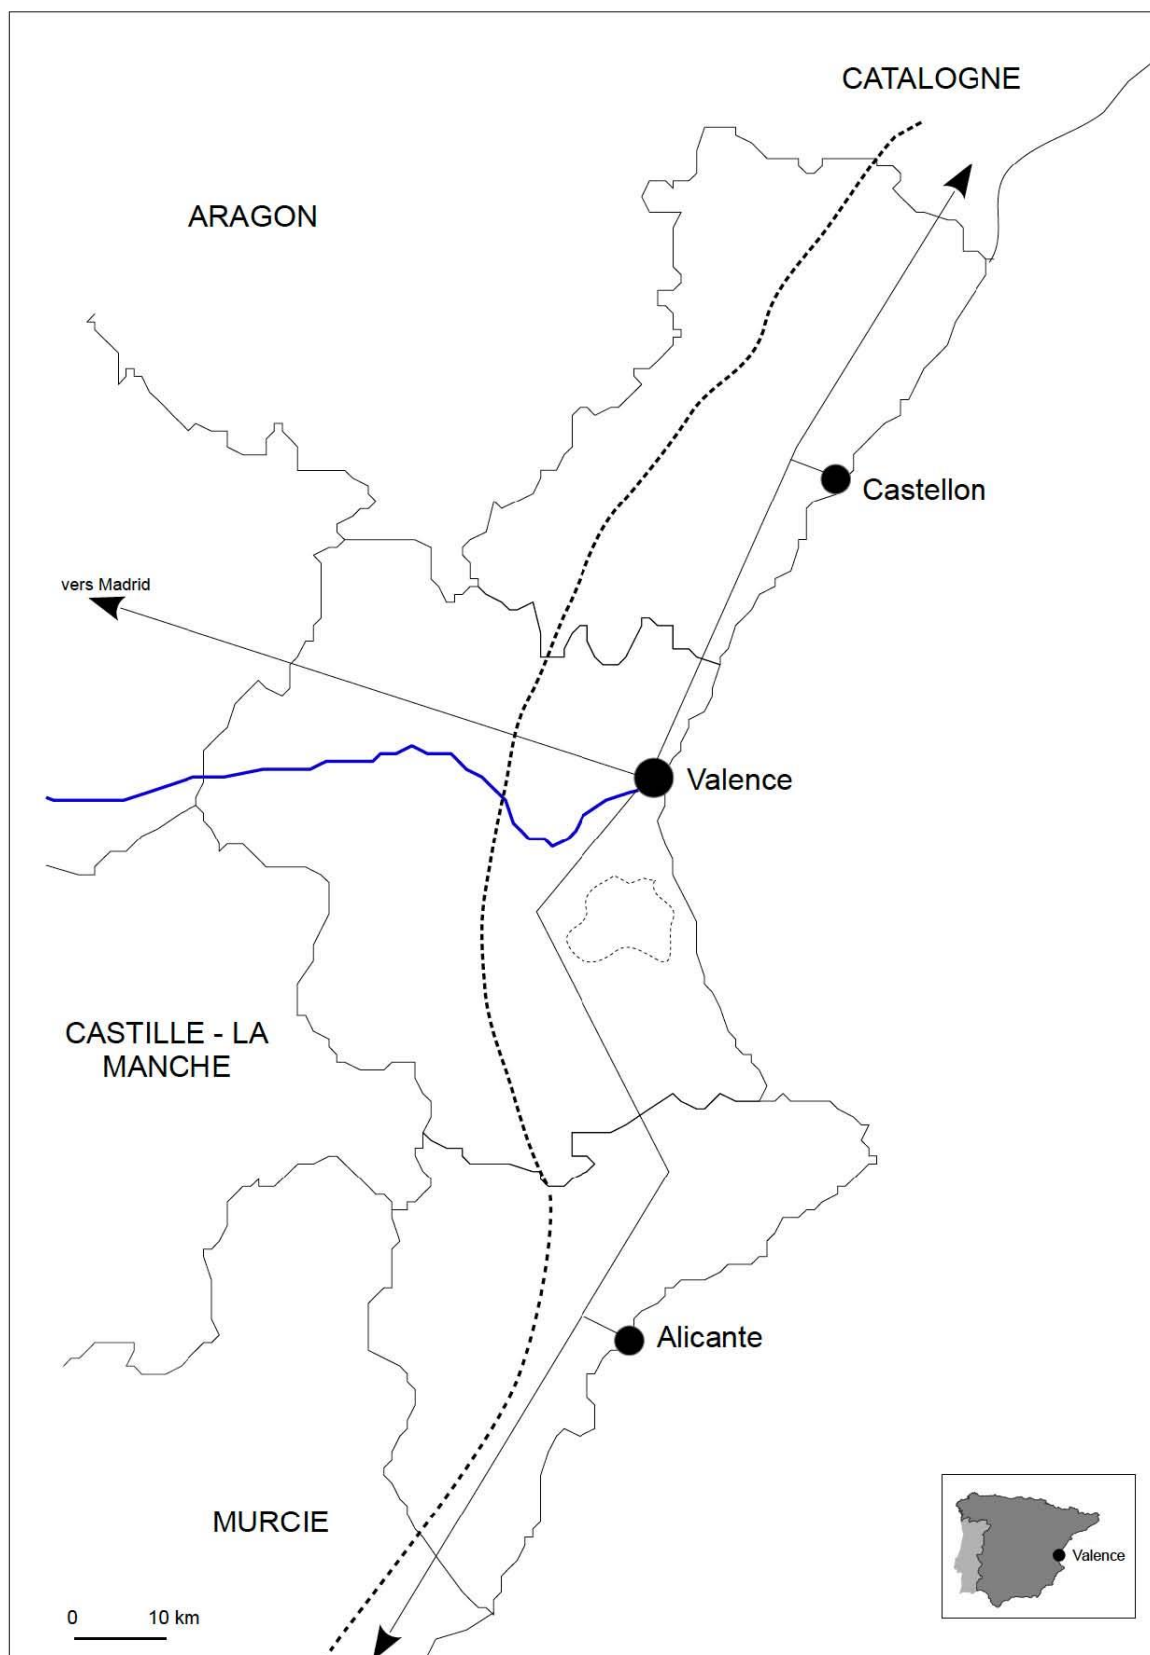 CATALOGNE
ARAGON
Castellon
vers Madrid
Valence
CASTILLE - LA
MANCHE
Alicante
MURCIE
Valence
0 10 km